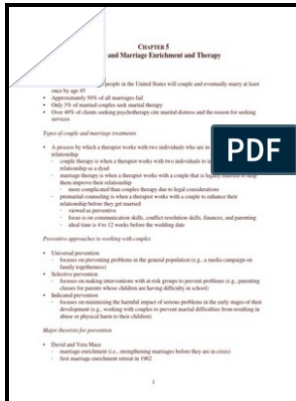 CHAPTER 5
and Marriage Enrichment and Therapy
people in the United States will couple and eventually marry at least
once by age 45
• Approximately 50% of all marriages fail
• Only 3% of married couples seek marital therapy
• Over 40% of clients seeking psychotherapy cite marital distress and the reason for seeking
services
Types of couple and marriage treatments
• A process by which a therapist works with two individuals who are in
relationship
- couple therapy is when a therapist works with two individuals to
relationship as a dyad
- marriage therapy is when a therapist works with a couple that is legally married to help
them improve their relationship
- more complicated than couples therapy due to legal considerations
- premarital counseling is when a therapist works with a couple to enhance their
relationship before they get married
- viewed as preventive
- focus is on communication skills, conflict resolution skills, finances, and parenting
- ideal time is 4 to 12 weeks before the wedding date
PDF
Preventive approaches to working with couples
• Universal prevention
- focuses on preventing problems in the general population (e.g., a media campaign on
family togetherness)
• Selective prevention
- focuses on making interventions with at risk groups to prevent problems (e.g., parenting
classes for parents whose children are having difficulty in school)
• Indicated prevention
- focuses on minimizing the harmful impact of serious problems in the early stages of their
development (e.g., working with couples to prevent marital difficulties from resulting in
abuse or physical harm to their children)
Major theorists for prevention
• David and Vera Mace
- marriage enrichment (i.e., strengthening marriages before they are in crisis)
- first marriage enrichment retreat in 1962
1